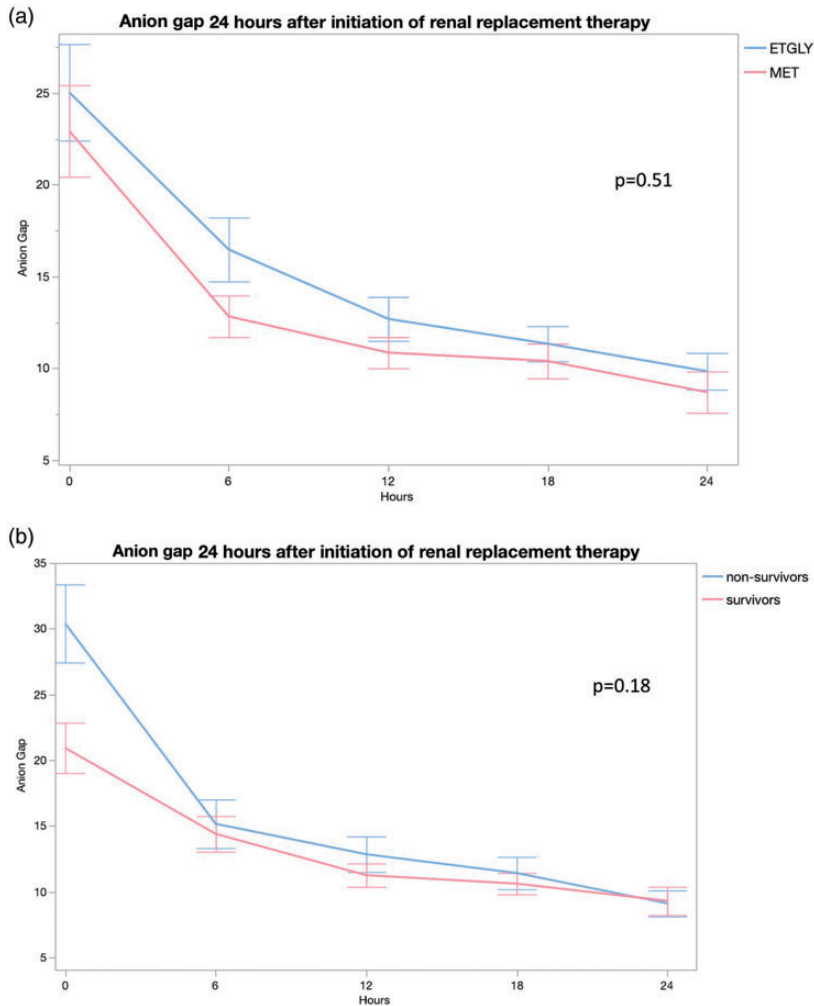 (a)
Anion gap 24 hours after initiation of renal replacement therapy
ETGLY
MET
25
20
15
10
5
Anion Gap
p=0.51
0 6 12 18 24
Hours
(b)
Anion gap 24 hours after initiation of renal replacement therapy
non-survivors
survivors
35
30
25
20
15
10
5
Anion Gap
p=0.18
0 6 12 18 24
Hours